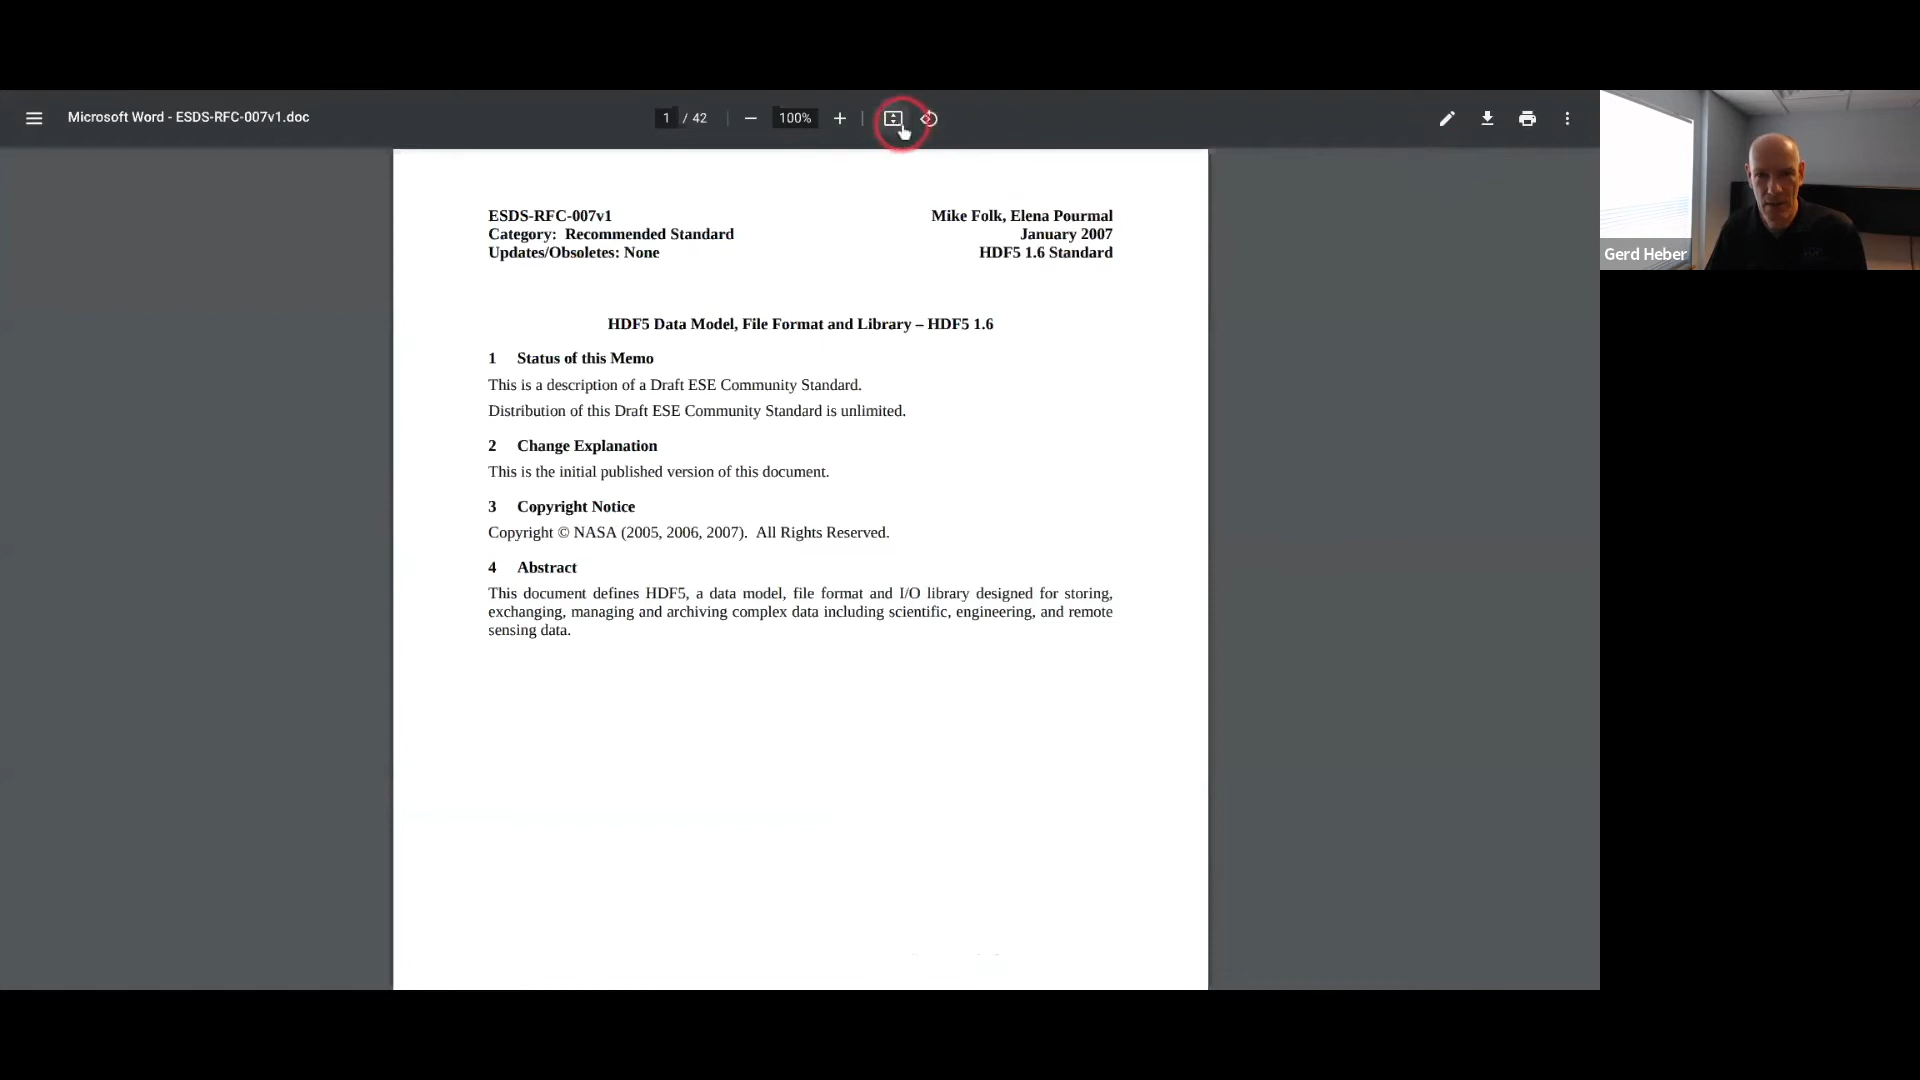 Microsoft Word - ESDS-RFC-007v1.doc
1 / 42
100%
ESDS-RFC-007v1
Mike Folk, Elena Pourmal
Category: Recommended Standard
January 2007
Updates/Obsoletes: None
HDF5 1.6 Standard
HDF5 Data Model, File Format and Library – HDF5 1.6
1 Status of this Memo
This is a description of a Draft ESE Community Standard.
Distribution of this Draft ESE Community Standard is unlimited.
2 Change Explanation
This is the initial published version of this document.
3 Copyright Notice
Copyright © NASA (2005, 2006, 2007). All Rights Reserved.
4 Abstract
This document defines HDF5, a data model, file format and I/O library designed for storing,
exchanging, managing and archiving complex data including scientific, engineering, and remote
sensing data.
Gerd Heber